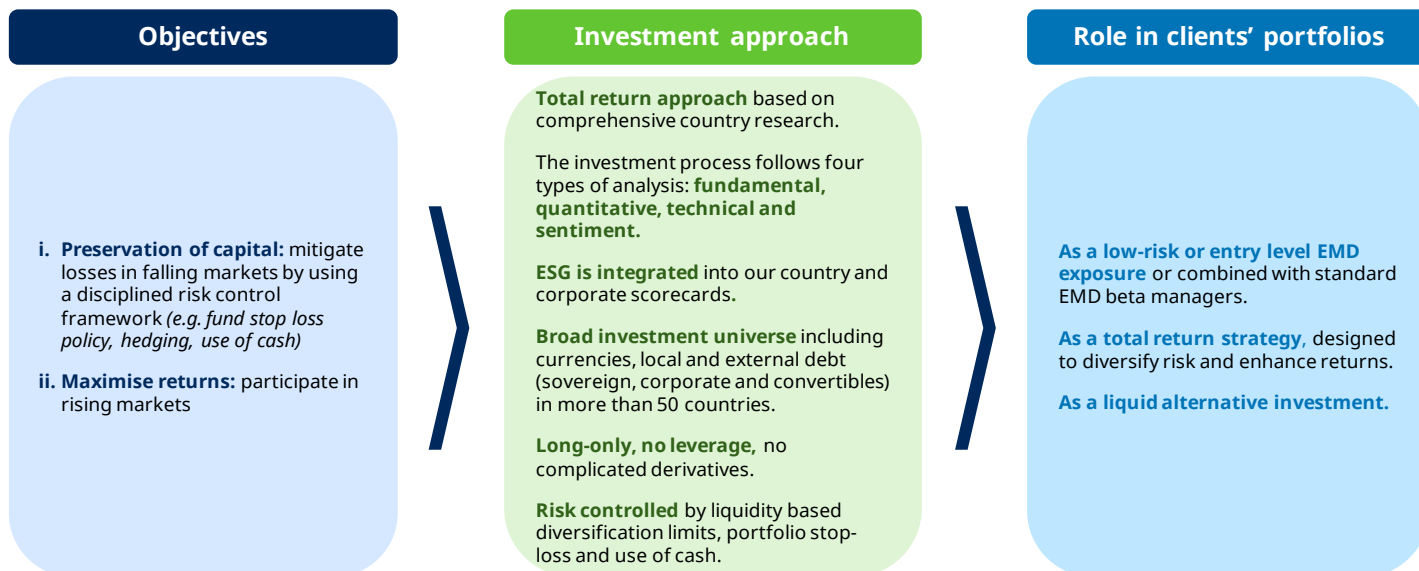 Objectives
i. Preservation of capital: mitigate
losses in falling markets by using
a disciplined risk control
framework (e.g. fund stop loss
policy, hedging, use of cash)
ii. Maximise returns: participate in
rising markets
Investment approach
Total return approach based on
comprehensive country research.
The investment process follows four
types of analysis: fundamental,
quantitative, technical and
sentiment.
ESG is integrated into our country and
corporate scorecards.
Broad investment universe including
currencies, local and external debt
(sovereign, corporate and convertibles)
in more than 50 countries.
Long-only, no leverage, no
complicated derivatives.
Risk controlled by liquidity based
diversification limits, portfolio stop-
loss and use of cash.
Role in clients’ portfolios
As a low-risk or entry level EMD
exposure or combined with standard
EMD beta managers.
As a total return strategy, designed
to diversify risk and enhance returns.
As a liquid alternative investment.